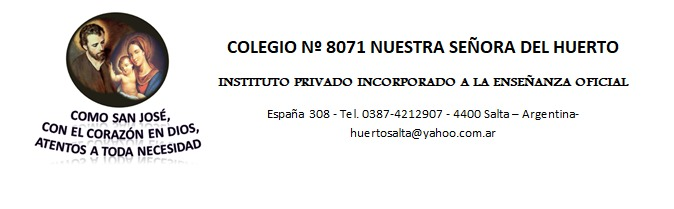 COLEGIO Nº 8071 NUESTRA SEÑORA DEL HUERTO
INSTITUTO PRIVADO INCORPORADO A LA ENSEÑANZA OFICIAL
España 308 - Tel. 0387-4212907 - 4400 Salta – Argentina-
huertosalta@yahoo.com.ar
COMO SAN JOSÉ,
CON EL CORAZÓN EN DIOS,
ATENTOS A TODA NECESIDAD